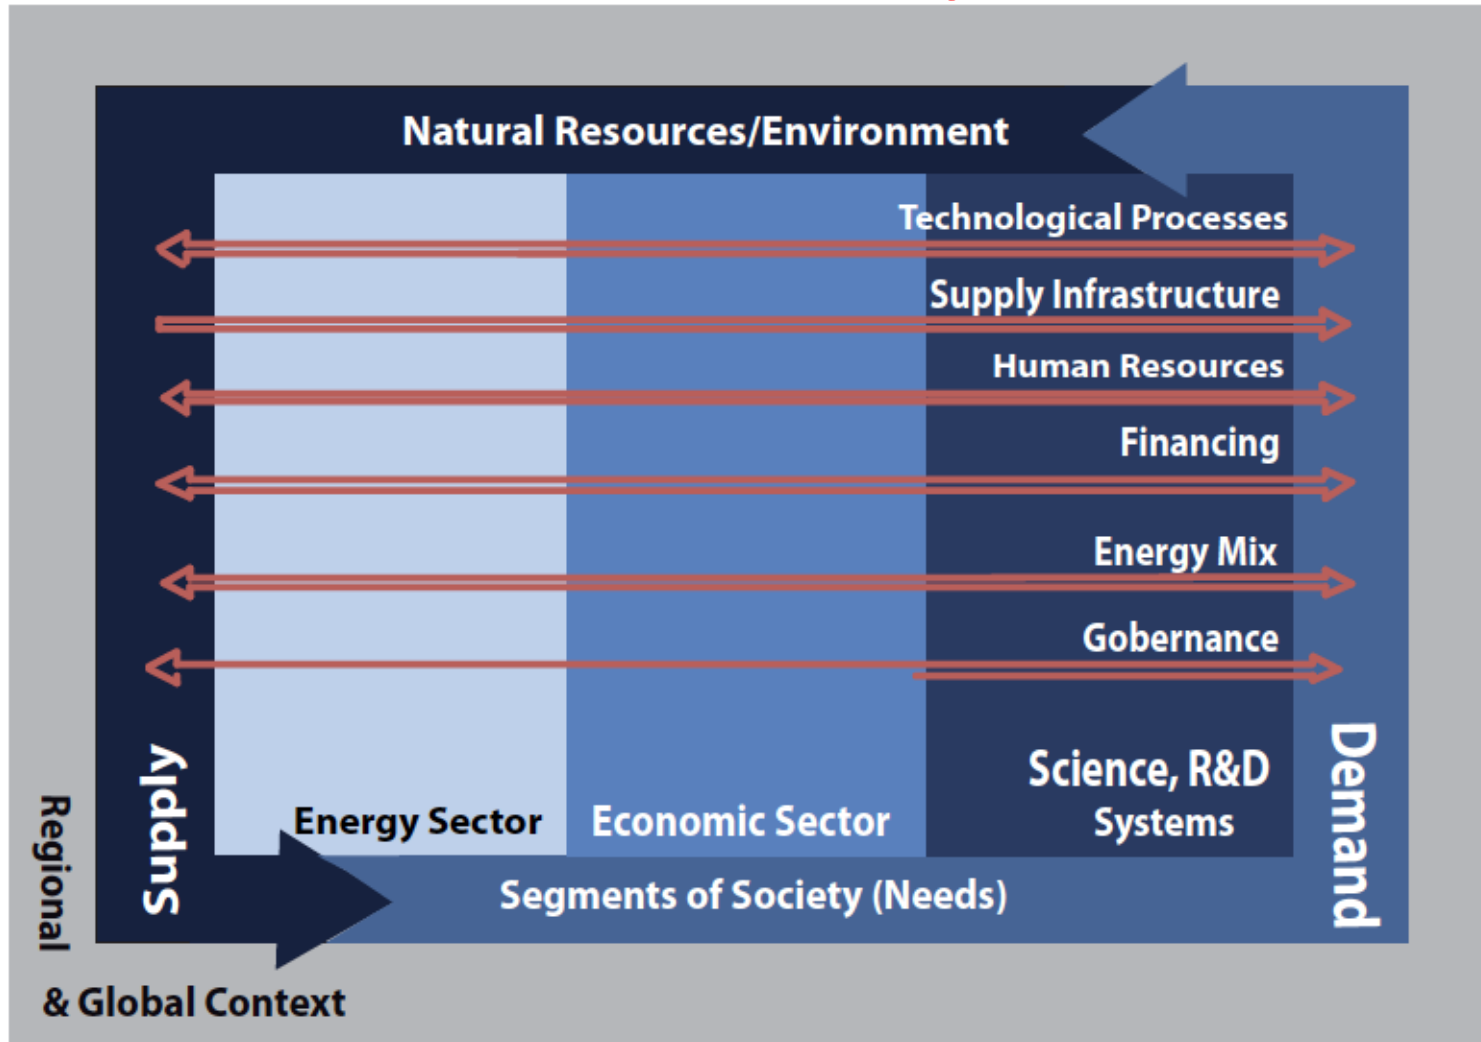 Natural Resources/Environment
Technological Processes
Supply Infrastructure
Human Resources
Financing
Energy Mix
Gobernance
Supply
Energy Sector
Economic Sector
Science, R&D
Systems
Demand
Segments of Society (Needs)
Regional
& Global Context